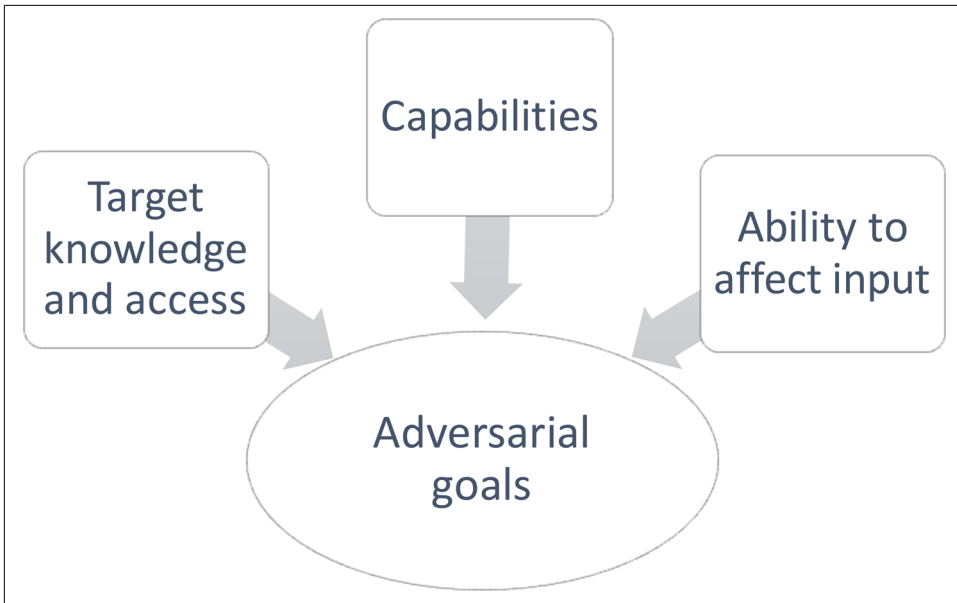 Capabilities
Target
knowledge
and access
Ability to
affect input
Adversarial
goals